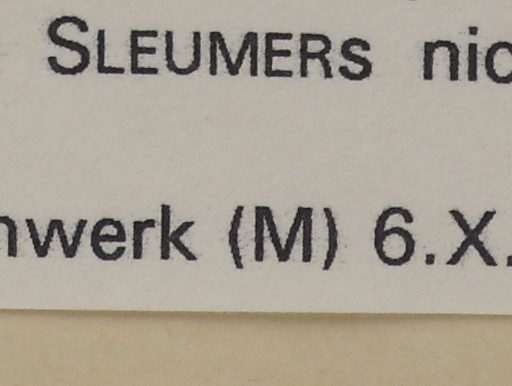 SLEUMERs nic
nwerk (M) 6.X.